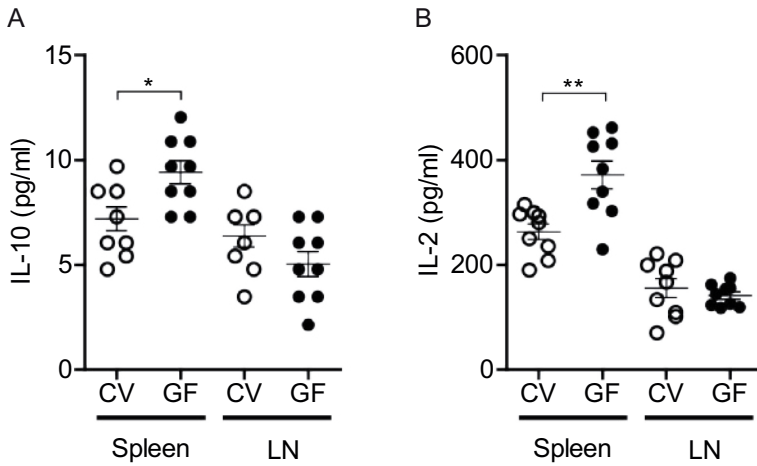 A
IL-10 (pg/ml)
15
10
5
0
*
CV GF CV GF
Spleen LN
B
IL-2 (pg/ml)
600
400
200
0
**
CV GF CV GF
Spleen LN